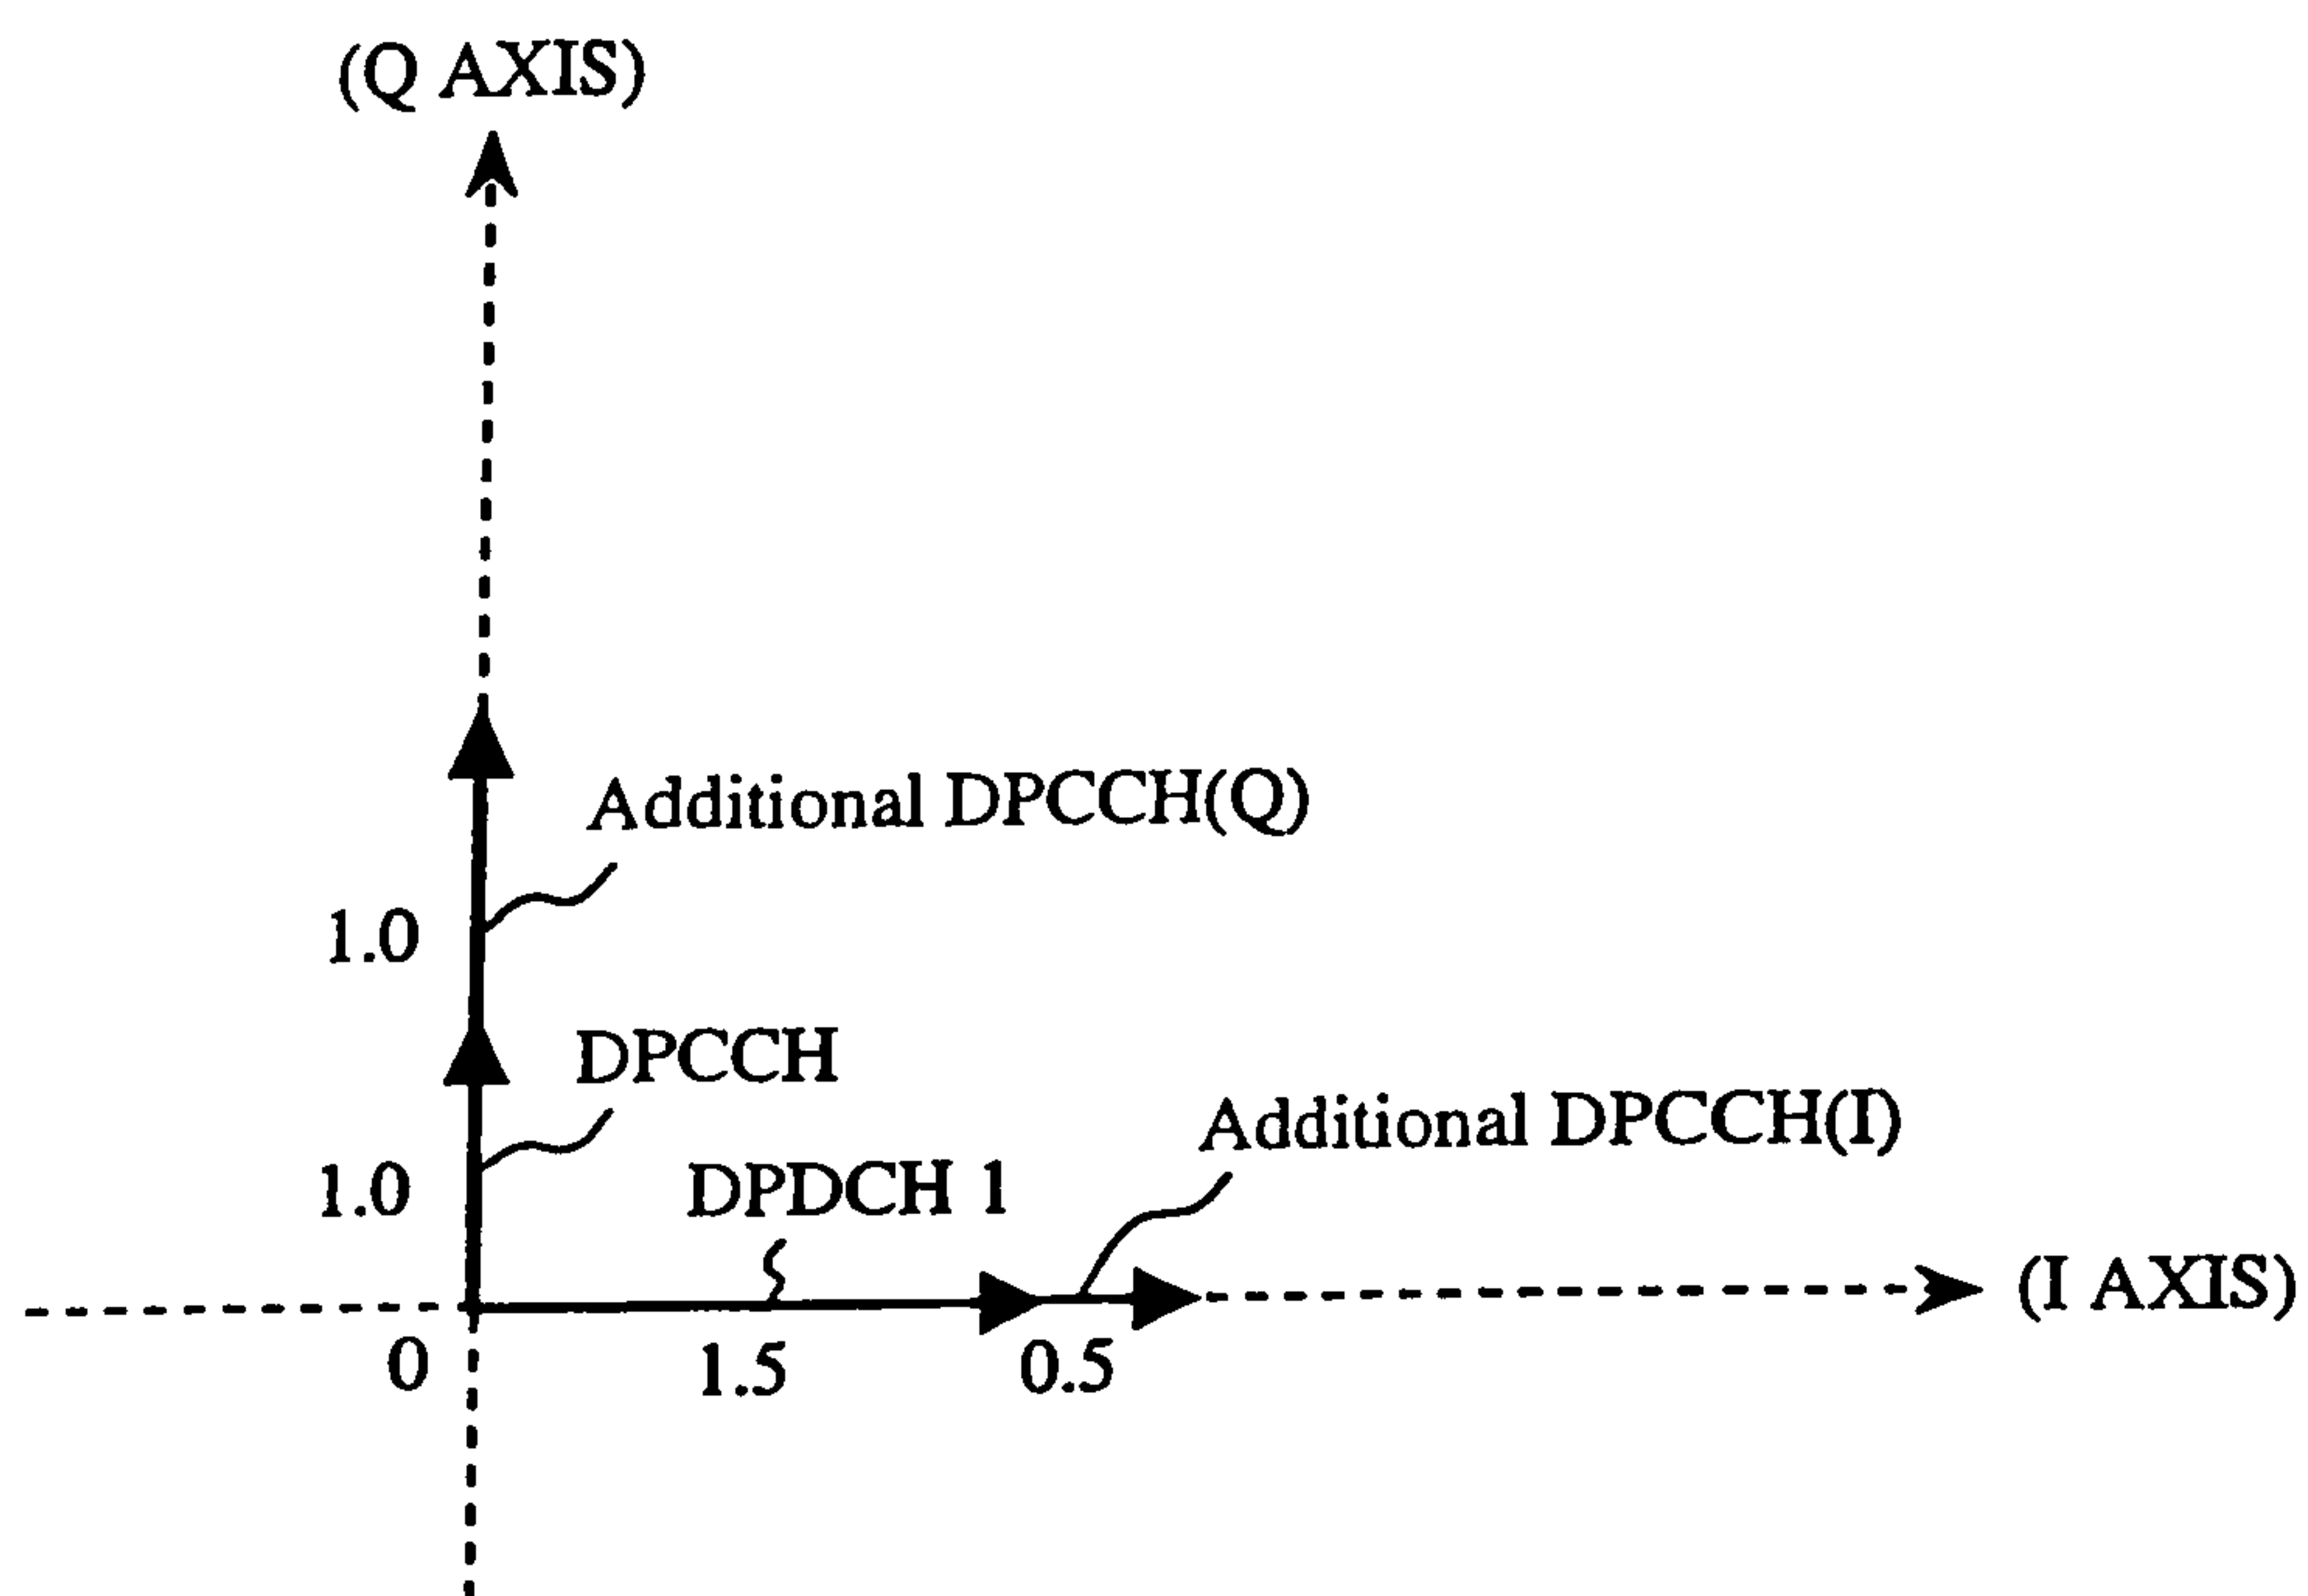 (Q AXIS)
Additional DPCCH(Q)
1.0
DPCCH
Additional DPCCH(I)
1.0
DPDCH 1
(I AXIS)
0
1.5
0.5